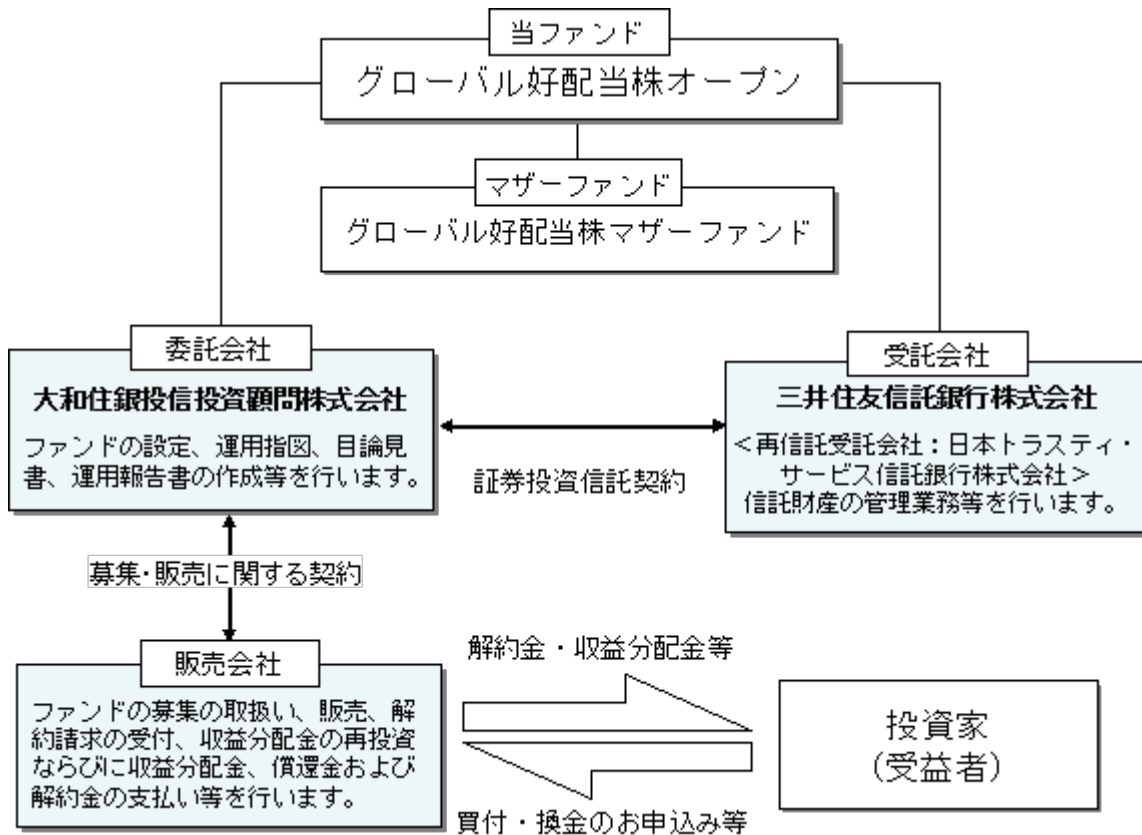 当ファンド
グローバル好配当株オープン
マザーファンド
グローバル好配当株マザーファンド
委託会社
大和住銀投信投資顧問株式会社
ファンドの設定、運用指図、目論見
書、運用報告書の作成等を行います。
証券投資信託契約
受託会社
三井住友信託銀行株式会社
＜再信託受託会社：日本トラスティ・
サービス信託銀行株式会社＞
信託財産の管理業務等を行います。
募集・販売に関する契約
販売会社
ファンドの募集の取扱い、販売、解
約請求の受付、収益分配金の再投資
ならびに収益分配金、償還金および
解約金の支払い等を行います。
解約金・収益分配金等
買付・換金のお申込み等
投資家
（受益者）